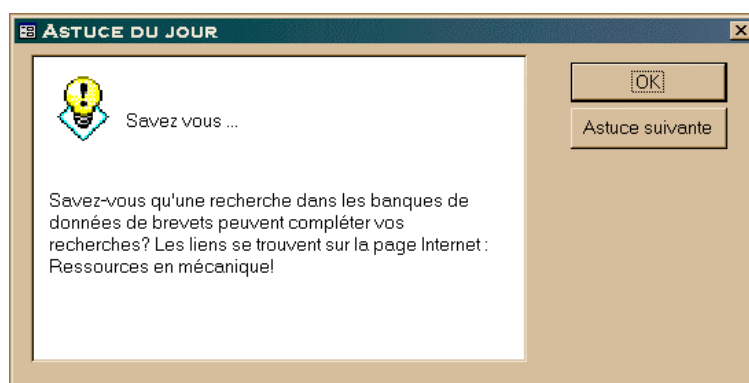 ASTUCE DU JOUR
OK
Savez vous ...
Astuce suivante
Savez-vous qu'une recherche dans les banques de
données de brevets peuvent compléter vos
recherches? Les liens se trouvent sur la page Internet :
Ressources en mécanique!